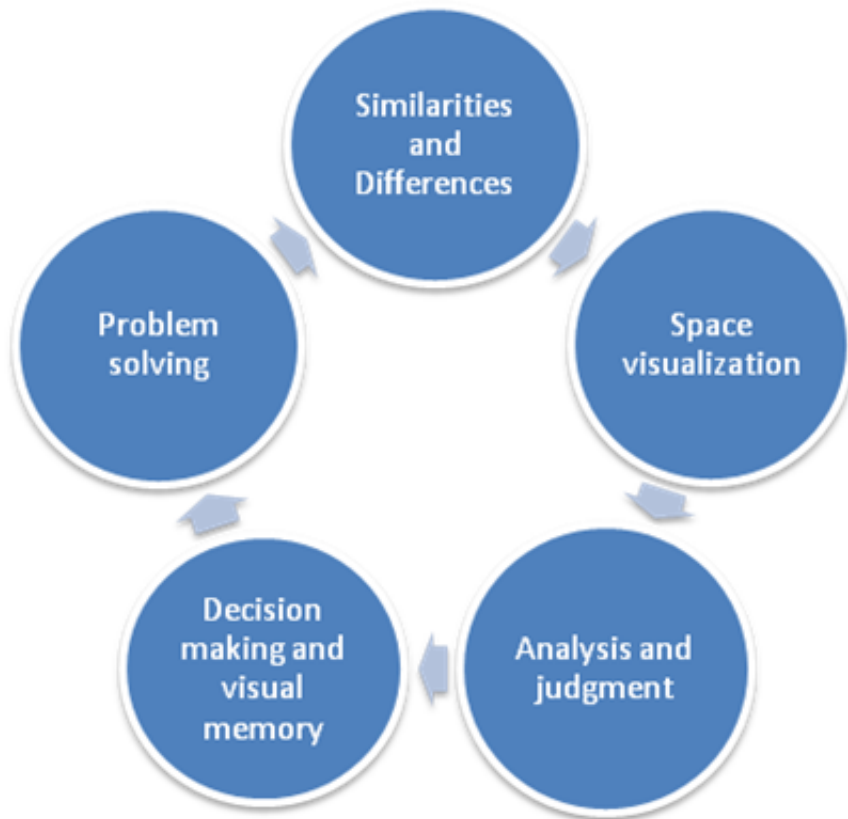 Similarities
and
Differences
Space
visualization
Analysis and
judgment
Decision
making and
visual
memory
Problem
solving